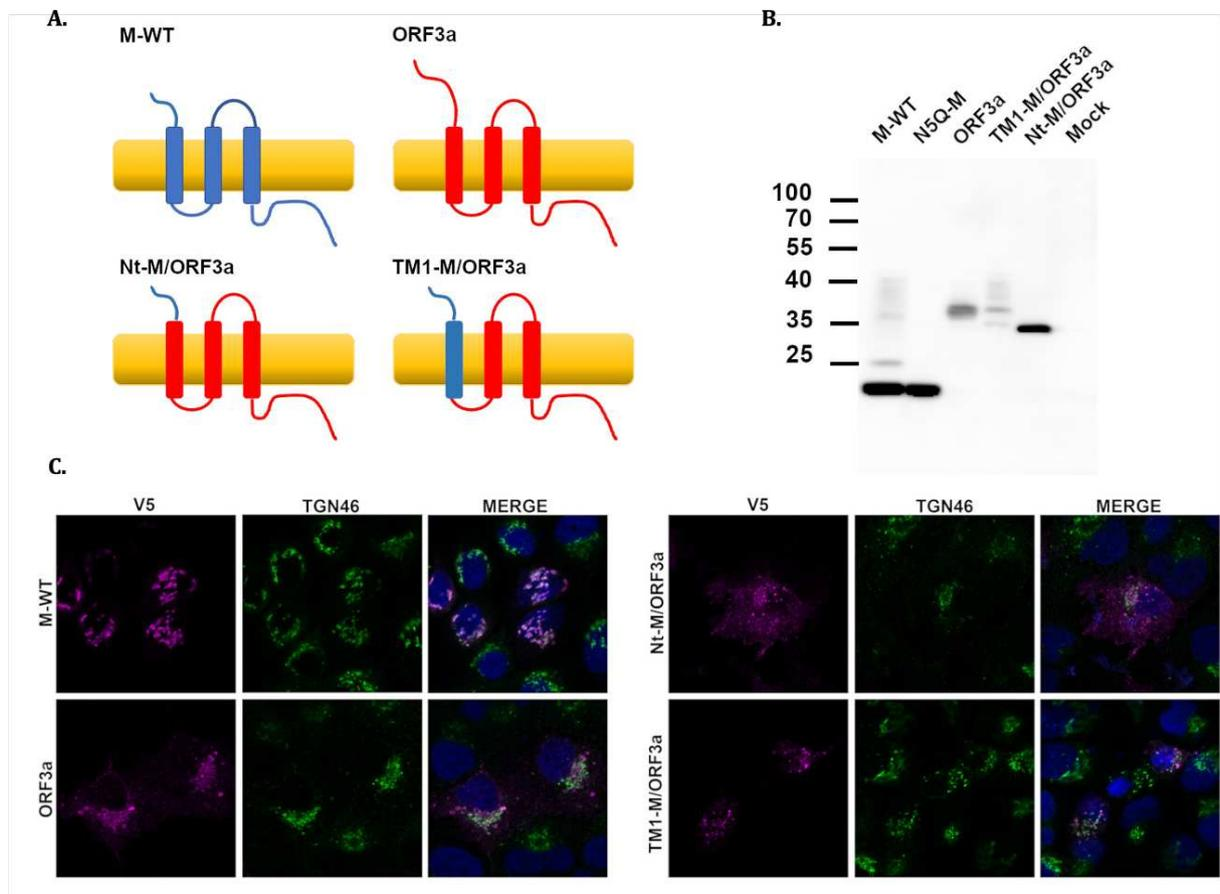 A.
M-WT
ORF3a
Nt-M/ORF3a
TM1-M/ORF3a
B.
M-WT
N5Q-M
ORF3a
TM1-M/ORF3a
Nt-M/ORF3a
Mock
100
70
55
40
35
25
C.
V5 TGN46 MERGE
M-WT
ORF3a
V5 TGN46 MERGE
Nt-M/ORF3a
TM1-M/ORF3a